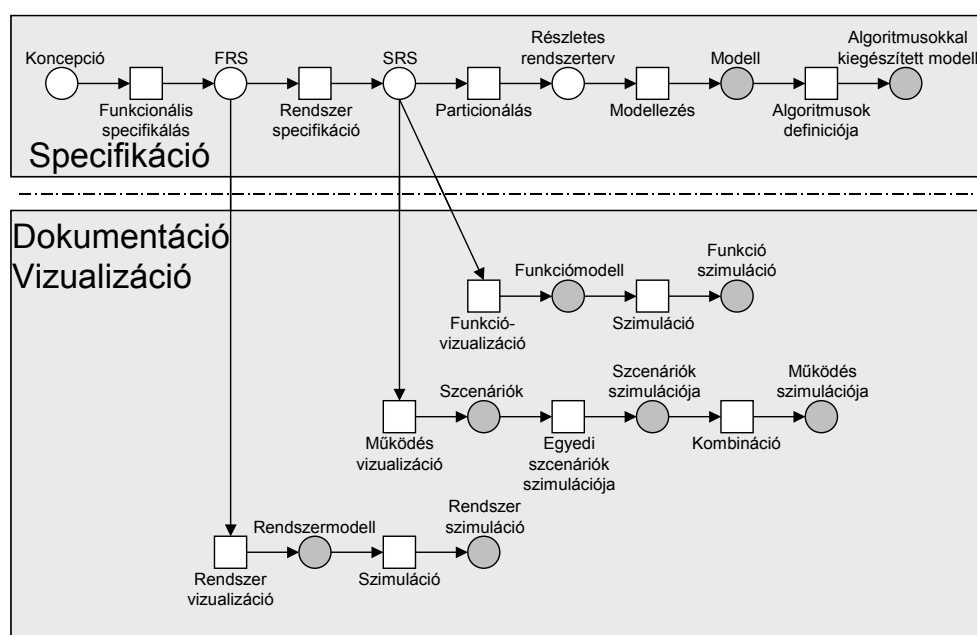 Koncepció
FRS
SRS
Részletes
rendszerterv
Modell
Algoritmusokkal
kiegészített modell
Funkcionális
specifikálás
Rendszer
specifikáció
Particionálás
Modellezés
Algoritmusok
definiciója
Specifikáció
Dokumentáció
Vizualizáció
Funkciómodell
Funkció
szimuláció
Funkció-
vizualizáció
Szimuláció
Szcenáriók
Szcenáriók
szimulációja
Működés
szimulációja
Működés
vizualizáció
Egyedi
szcenáriók
szimulációja
Kombináció
Rendszermodell
Rendszer
szimuláció
Rendszer
vizualizáció
Szimuláció